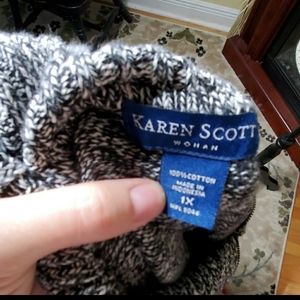 KAREN SCOTT
WOMAN
100% COTTON
MADE IN
INDONESIA
1X